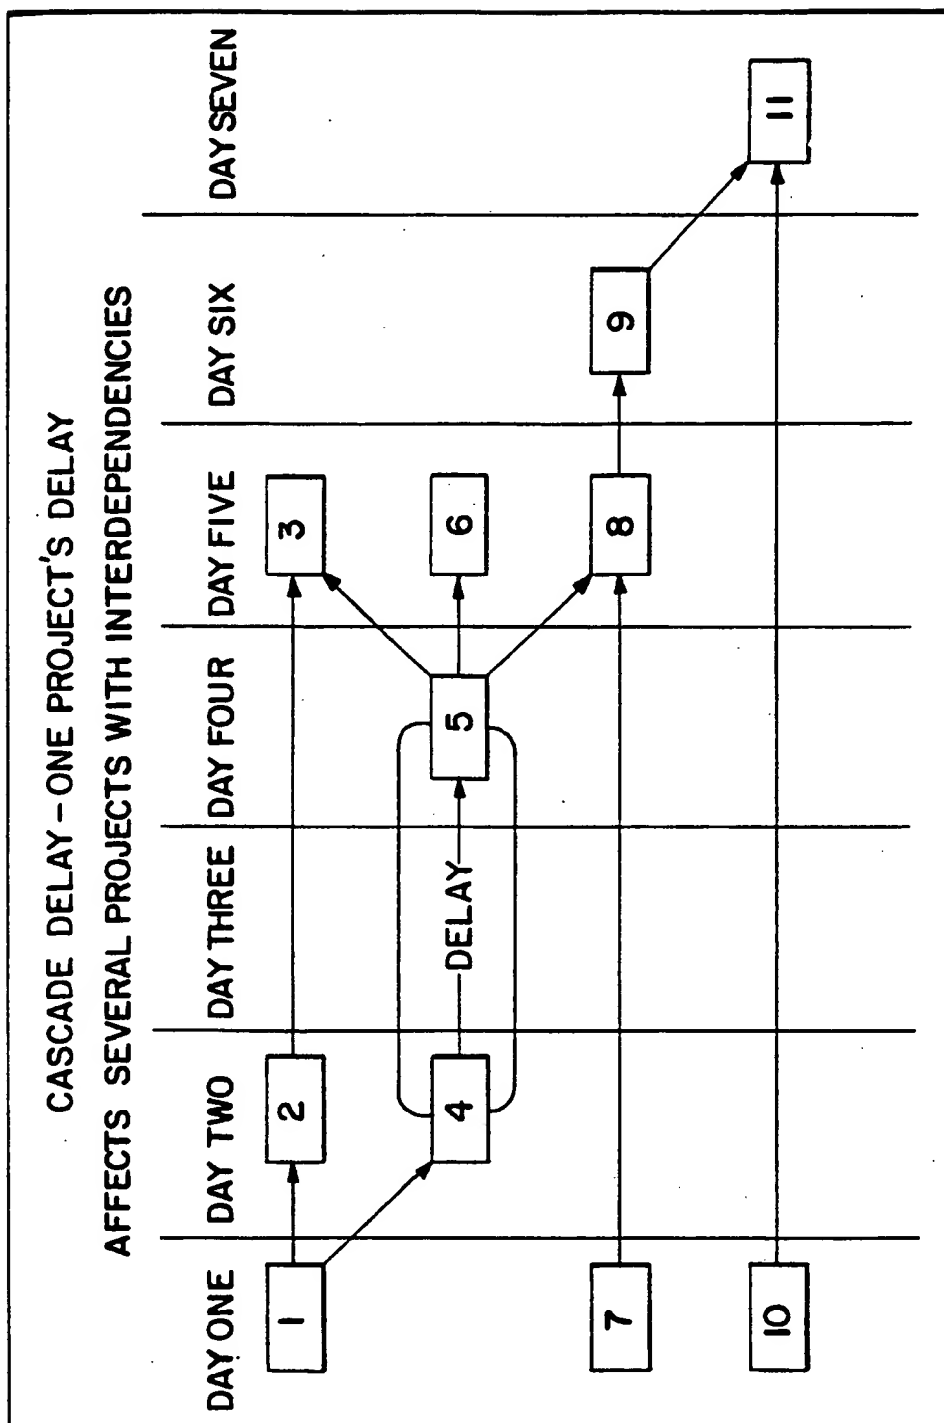 CASCADE DELAY – ONE PROJECT'S DELAY
AFFECTS SEVERAL PROJECTS WITH INTERDEPENDENCIES
DAY ONE
DAY TWO
DAY THREE
DAY FOUR
DAY FIVE
DAY SIX
DAY SEVEN
1
2
3
4
DELAY
5
6
7
8
9
10
11